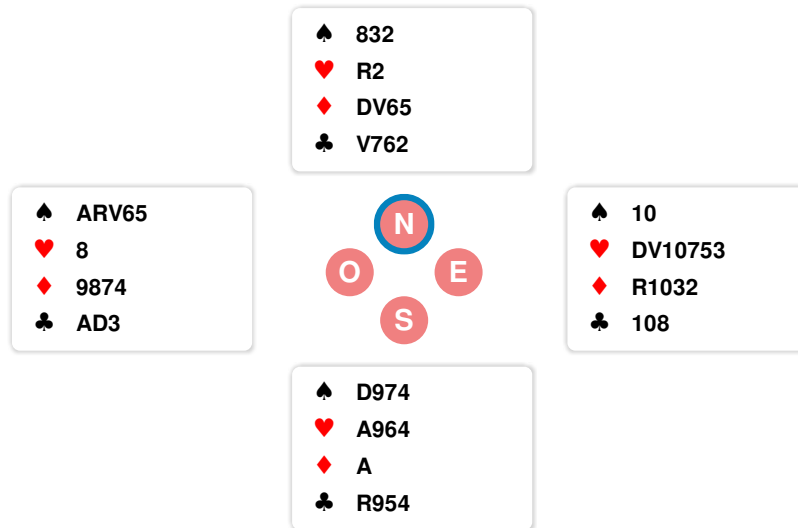 ♠ 832
♥ R2
♦ DV65
♣ V762
♠ ARV65
♥ 8
♦ 9874
♣ AD3
N
O
E
S
♠ 10
♥ DV10753
♦ R1032
♣ 108
♠ D974
♥ A964
♦ A
♣ R954